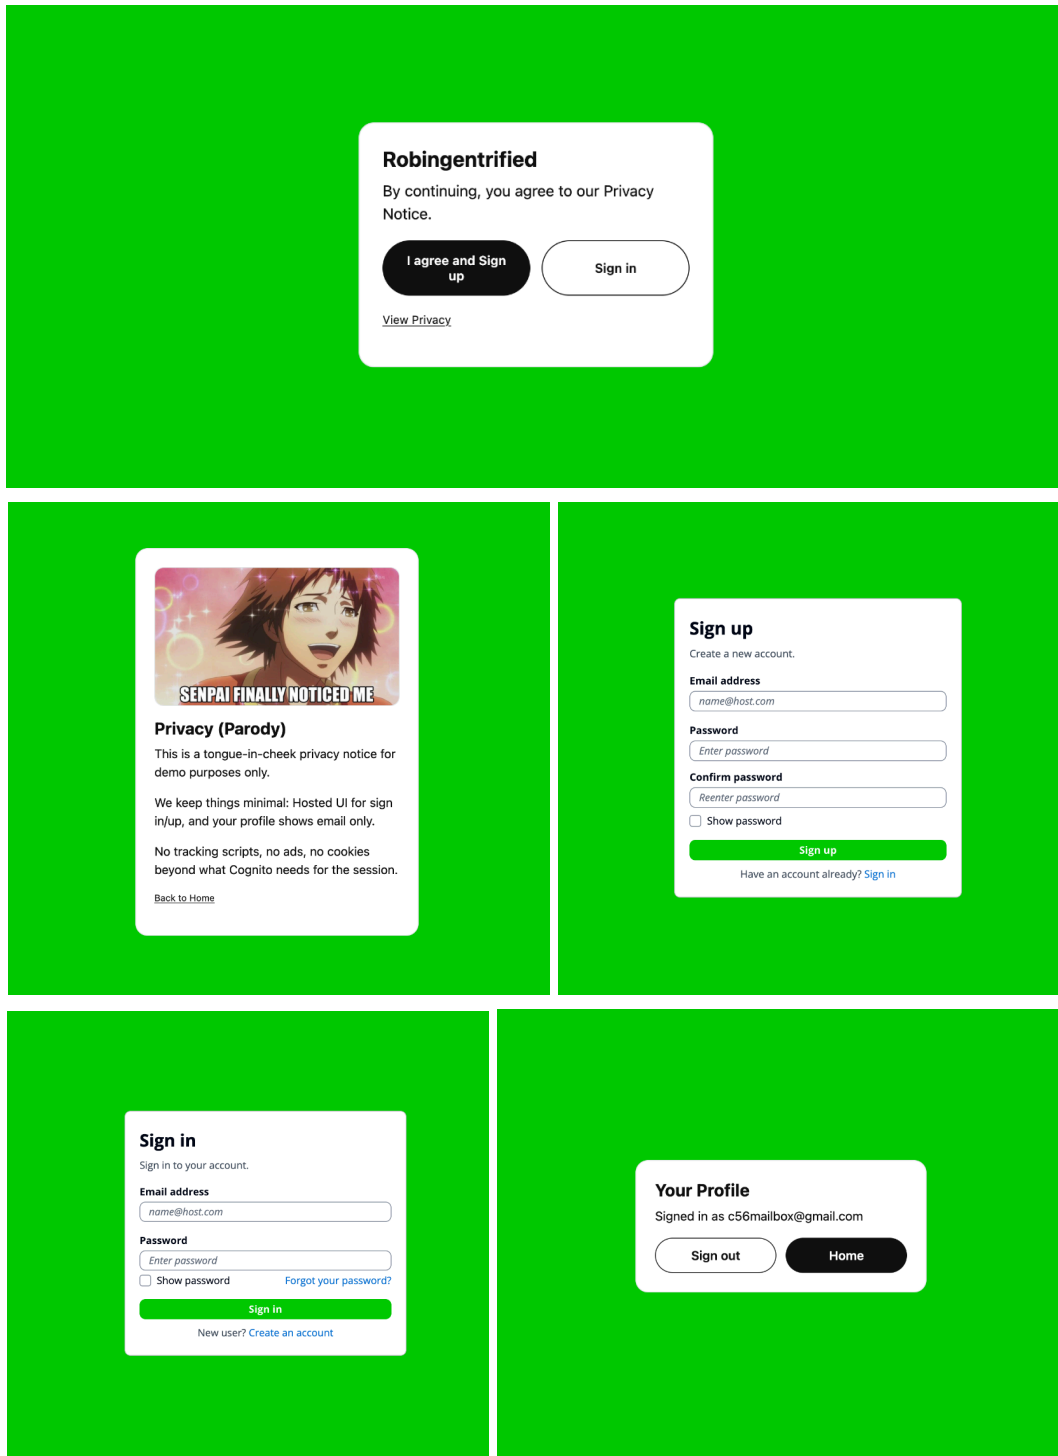 Robingentrified
By continuing, you agree to our Privacy
Notice.
I agree and Sign
up
Sign in
View Privacy
SENPAI FINALLY NOTICED ME
Privacy (Parody)
This is a tongue-in-cheek privacy notice for
demo purposes only.
We keep things minimal: Hosted UI for sign
in/up, and your profile shows email only.
No tracking scripts, no ads, no cookies
beyond what Cognito needs for the session.
Back to Home
Sign up
Create a new account.
Email address
name@host.com
Password
Enter password
Confirm password
Reenter password
Show password
Sign up
Have an account already? Sign in
Sign in
Sign in to your account.
Email address
name@host.com
Password
Enter password
Show password
Forgot your password?
Sign in
New user? Create an account
Your Profile
Signed in as c56mailbox@gmail.com
Sign out
Home